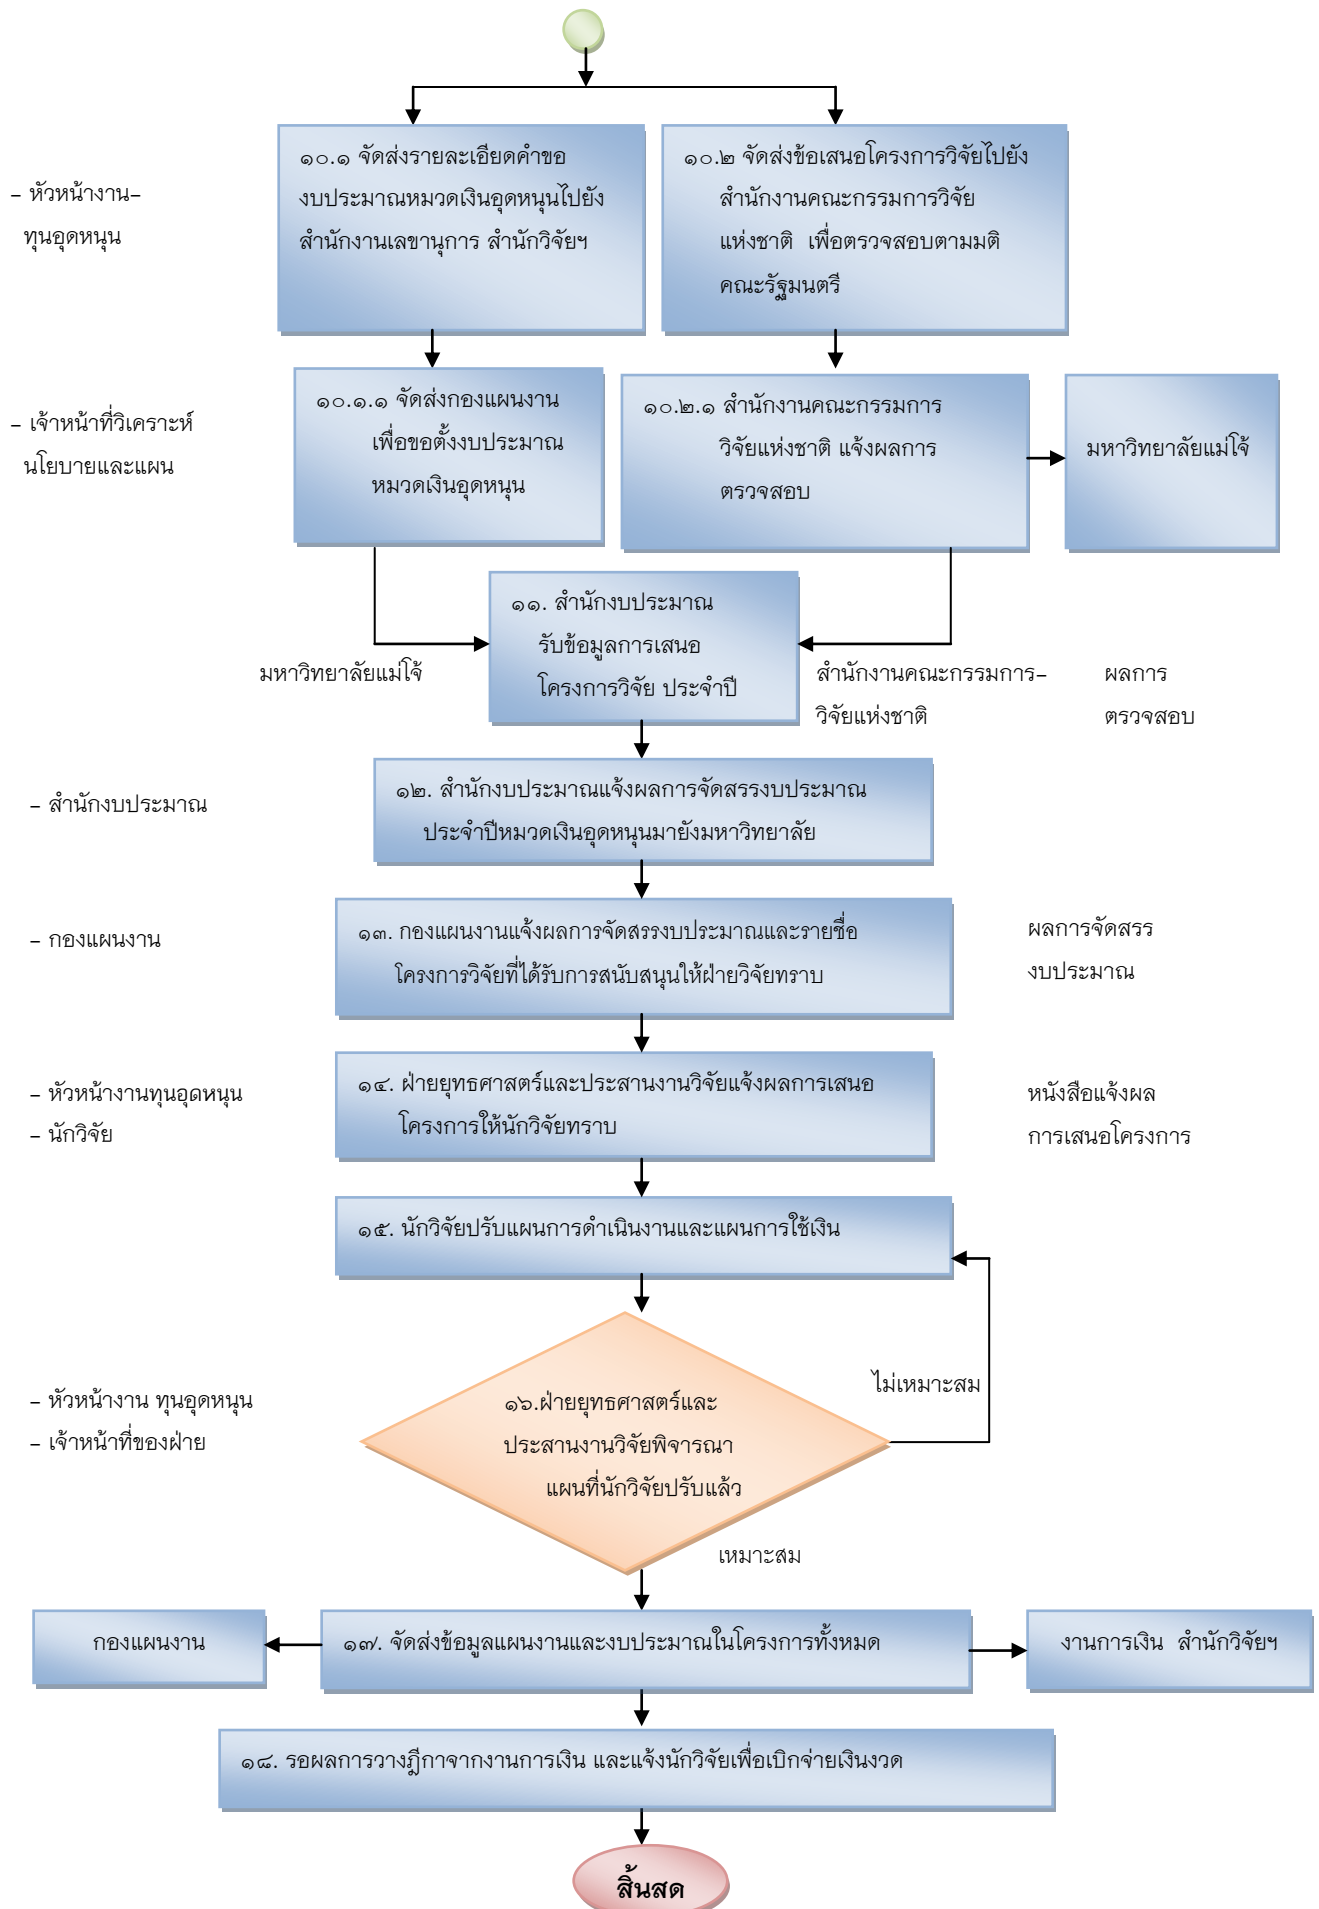 ๑๐.๑ จัดส่งรายละเอียดคำขอ
งบประมาณหมวดเงินอุดหนุนไปยัง
สำนักงานเลขานุการ สำนักวิจัยฯ
๑๐.๒ จัดส่งข้อเสนอโครงการวิจัยไปยัง
สำนักงานคณะกรรมการวิจัย
แห่งชาติ เพื่อตรวจสอบตามมติ
คณะรัฐมนตรี
- หัวหน้างาน-
ทุนอุดหนุน
- เจ้าหน้าที่วิเคราะห์
นโยบายและแผน
๑๐.๑.๑ จัดส่งกองแผนงาน
เพื่อขอตั้งงบประมาณ
หมวดเงินอุดหนุน
๑๐.๒.๑ สำนักงานคณะกรรมการ
วิจัยแห่งชาติ แจ้งผลการ
ตรวจสอบ
มหาวิทยาลัยแม่โจ้
๑๑. สำนักงบประมาณ
รับข้อมูลการเสนอ
โครงการวิจัย ประจำปี
มหาวิทยาลัยแม่โจ้
สำนักงานคณะกรรมการ-
วิจัยแห่งชาติ
ผลการ
ตรวจสอบ
- สำนักงบประมาณ
๑๒. สำนักงบประมาณแจ้งผลการจัดสรรงบประมาณ
ประจำปีหมวดเงินอุดหนุนมายังมหาวิทยาลัย
- กองแผนงาน
๑๓. กองแผนงานแจ้งผลการจัดสรรงบประมาณและรายชื่อ
โครงการวิจัยที่ได้รับการสนับสนุนให้ฝ่ายวิจัยทราบ
ผลการจัดสรร
งบประมาณ
- หัวหน้างานทุนอุดหนุน
- นักวิจัย
๑๔. ฝ่ายยุทธศาสตร์และประสานงานวิจัยแจ้งผลการเสนอ
โครงการให้นักวิจัยทราบ
หนังสือแจ้งผล
การเสนอโครงการ
๑๕. นักวิจัยปรับแผนการดำเนินงานและแผนการใช้เงิน
ไม่เหมาะสม
- หัวหน้างาน ทุนอุดหนุน
- เจ้าหน้าที่ของฝ่าย
๑๖.ฝ่ายยุทธศาสตร์และ
ประสานงานวิจัยพิจารณา
แผนที่นักวิจัยปรับแล้ว
เหมาะสม
กองแผนงาน
๑๗. จัดส่งข้อมูลแผนงานและงบประมาณในโครงการทั้งหมด
งานการเงิน สำนักวิจัยฯ
๑๘. รอผลการวางฎีกาจากงานการเงิน และแจ้งนักวิจัยเพื่อเบิกจ่ายเงินงวด
สิ้นสด